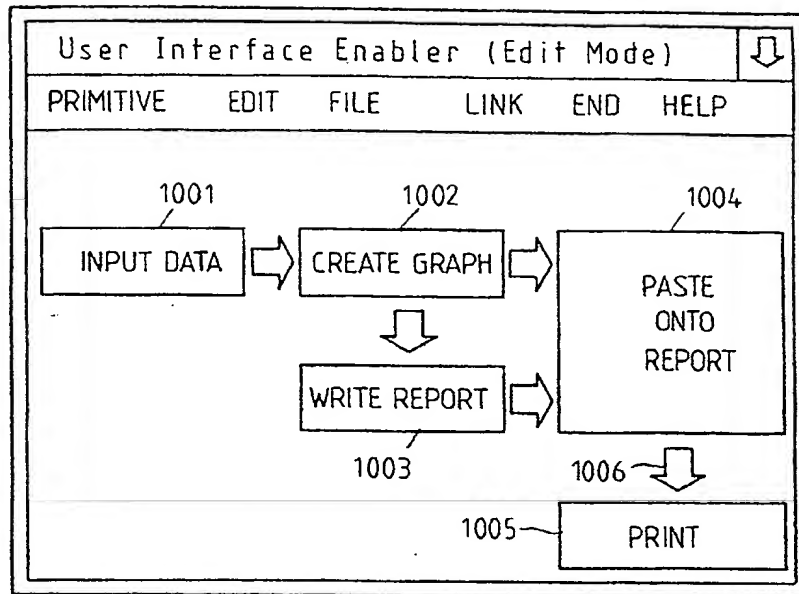 User Interface Enabler (Edit Mode)
PRIMITIVE EDIT FILE LINK END HELP
1001 1002 1004
INPUT DATA CREATE GRAPH
PASTE
ONTO
REPORT
WRITE REPORT
1003
1006
1005 PRINT